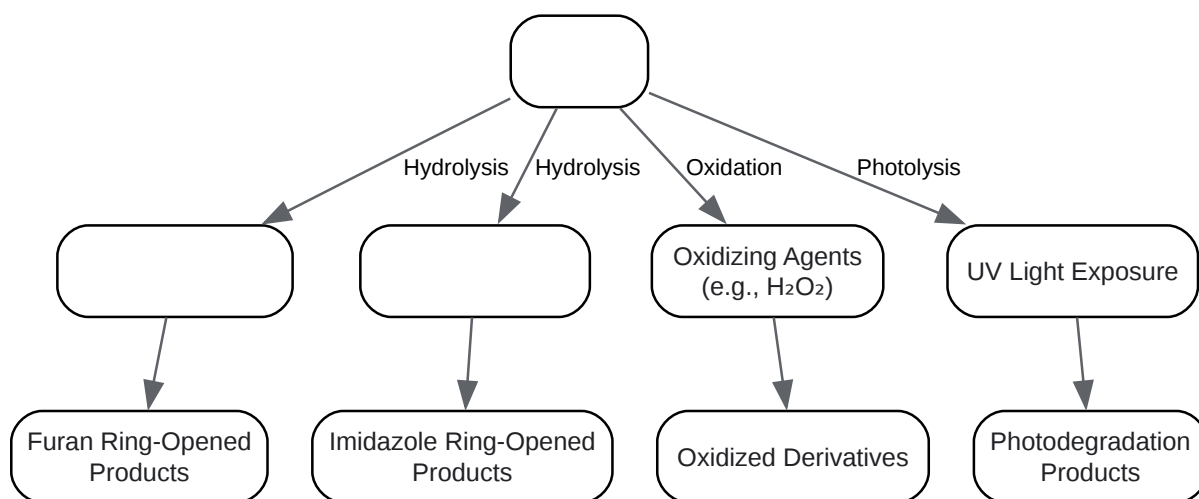 Hydrolysis
Hydrolysis
Oxidation
Photolysis
Oxidizing Agents
(e.g., H₂O₂)
UV Light Exposure
Furan Ring-Opened
Products
Imidazole Ring-Opened
Products
Oxidized Derivatives
Photodegradation
Products